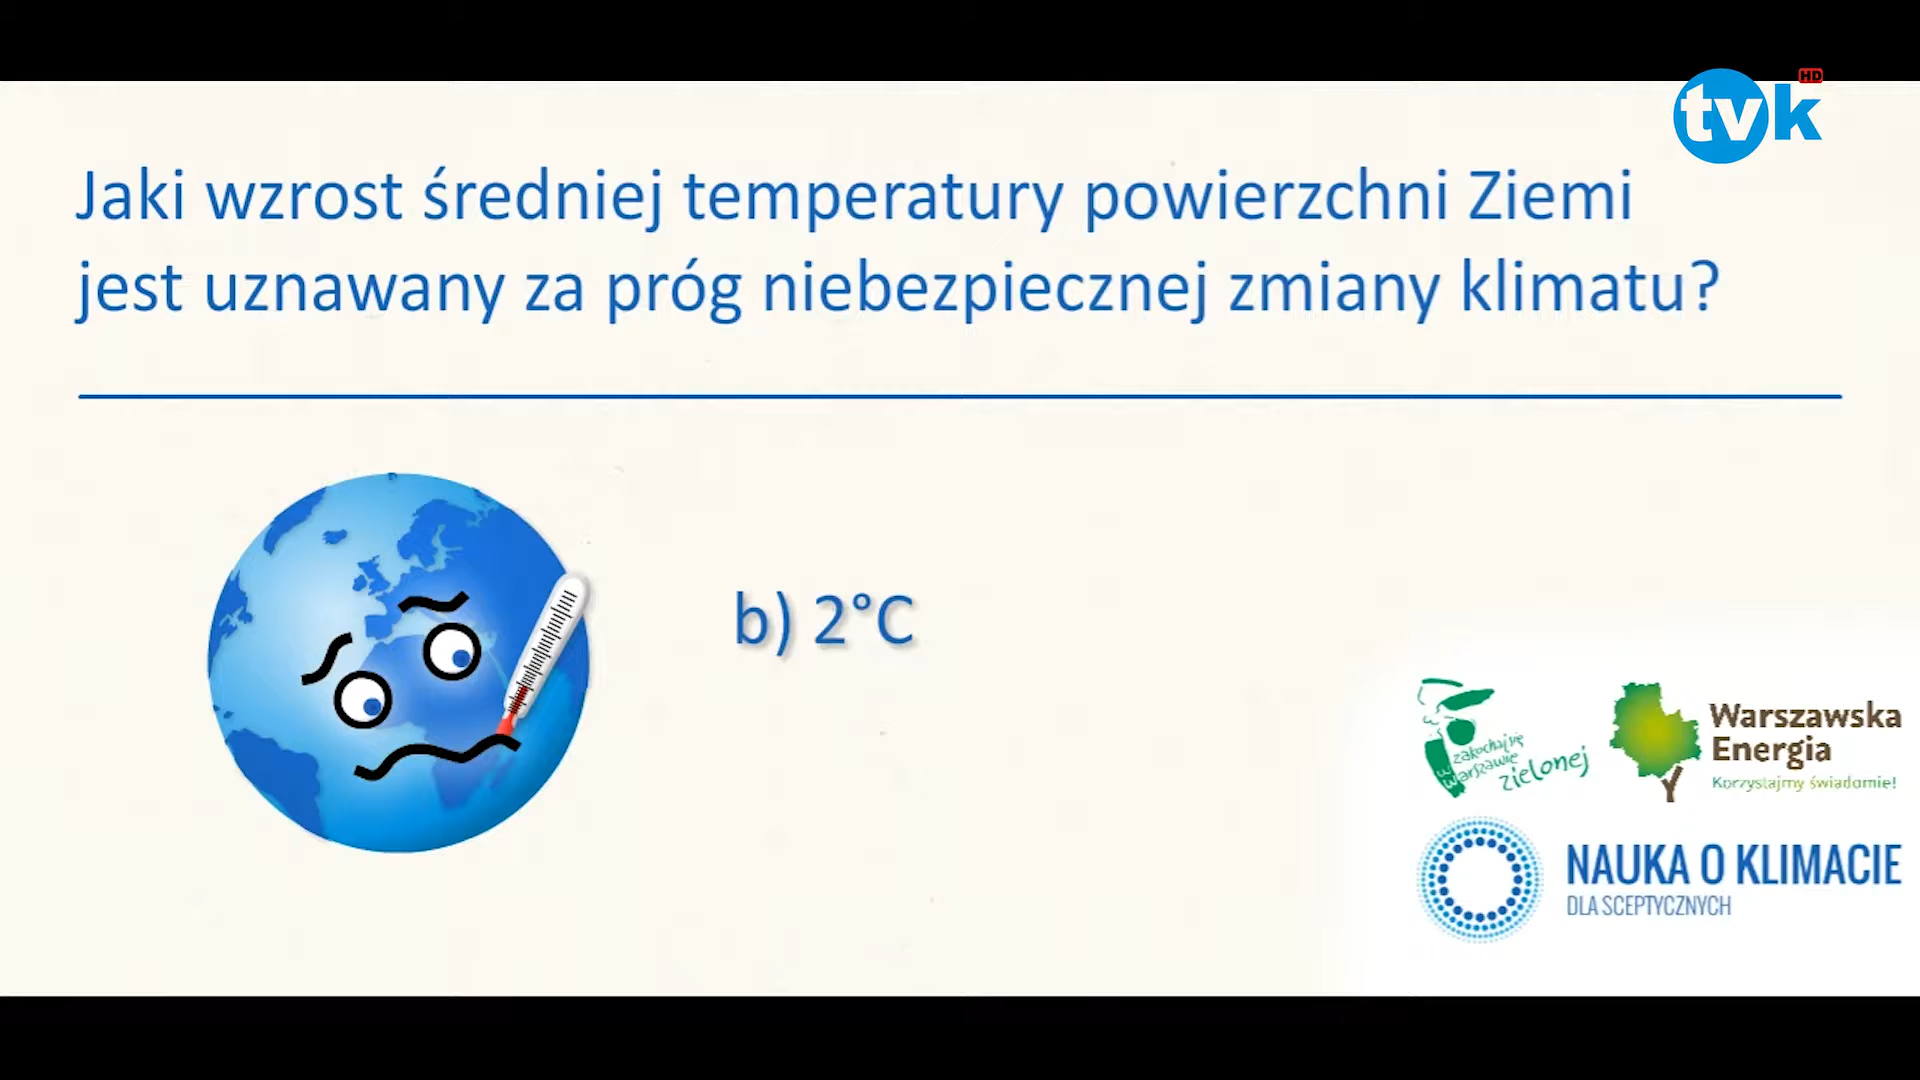 tvk HD
Jaki wzrost średniej temperatury powierzchni Ziemi
jest uznawany za próg niebezpiecznej zmiany klimatu?
b) 2°C
zakochaj się
w Warszawie
zielonej
Warszawska
Energia
Korzystajmy świadomie!
NAUKA O KLIMACIE
DLA SCEPTYCZNYCH